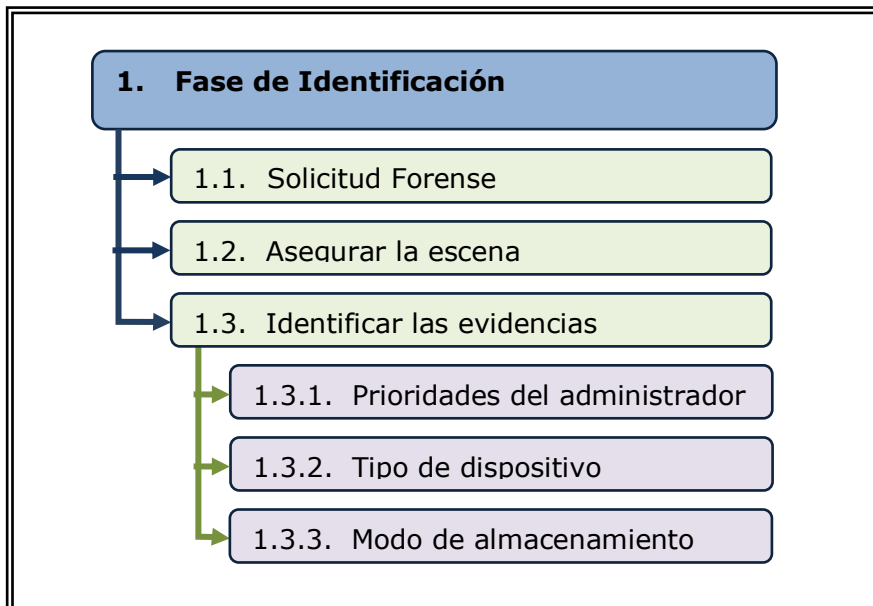 1. Fase de Identificación
1.1. Solicitud Forense
1.2. Asegurar la escena
1.3. Identificar las evidencias
1.3.1. Prioridades del administrador
1.3.2. Tipo de dispositivo
1.3.3. Modo de almacenamiento